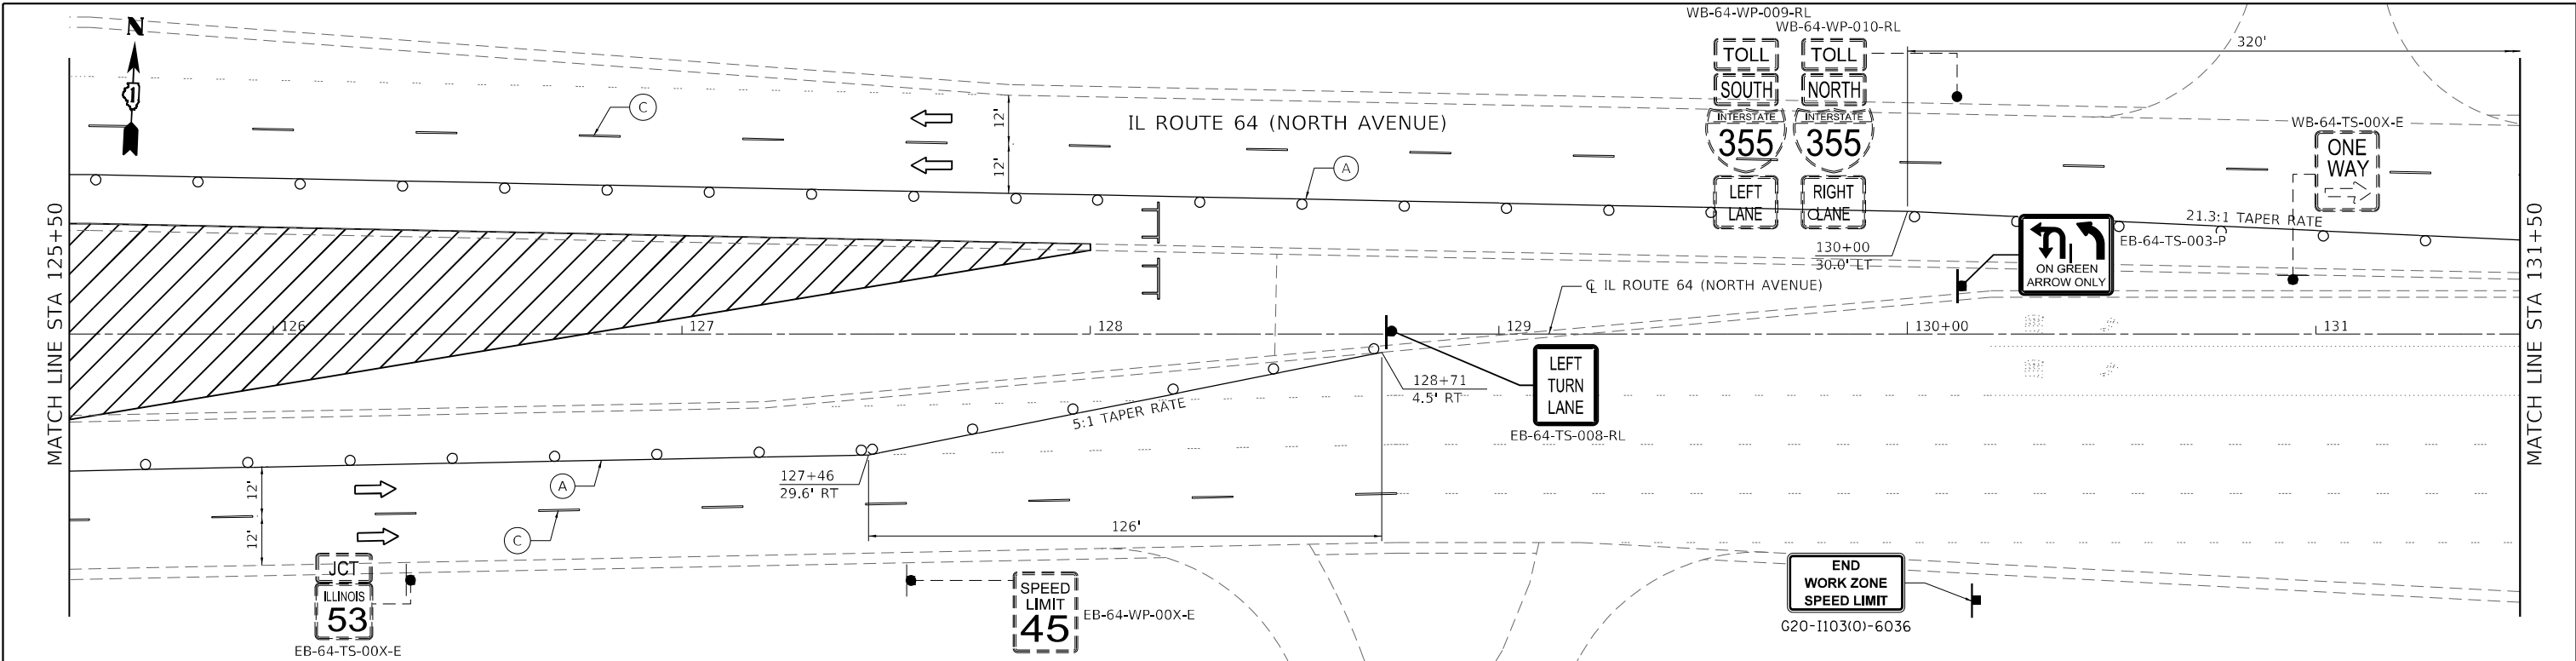 N
MATCH LINE STA 125+50
C
12'
12'
IL ROUTE 64 (NORTH AVENUE)
A
WB-64-WP-009-RL
WB-64-WP-010-RL
TOLL
SOUTH
INTERSTATE
355
LEFT
LANE
TOLL
NORTH
INTERSTATE
355
RIGHT
LANE
320'
WB-64-TS-00X-E
ONE
WAY
21.3:1 TAPER RATE
130+00
30.0' LT
ON GREEN
ARROW ONLY
EB-64-TS-003-P
℄ IL ROUTE 64 (NORTH AVENUE)
126
127
128
129
130+00
131
LEFT
TURN
LANE
EB-64-TS-008-RL
128+71
4.5' RT
5:1 TAPER RATE
127+46
29.6' RT
126'
A
C
12'
12'
JCT
ILLINOIS
53
EB-64-TS-00X-E
SPEED
LIMIT
45
EB-64-WP-00X-E
END
WORK ZONE
SPEED LIMIT
G20-I103(O)-6036
MATCH LINE STA 131+50